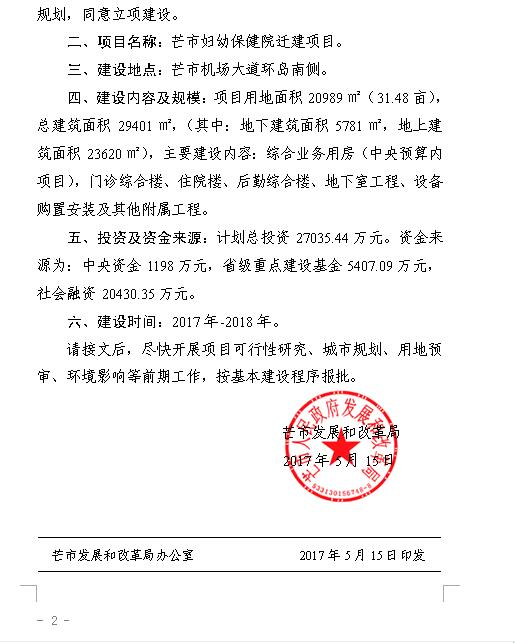 规划，同意立项建设。
二、项目名称：芒市妇幼保健院迁建项目。
三、建设地点：芒市机场大道环岛南侧。
四、建设内容及规模：项目用地面积 20989 ㎡（31.48 亩），
总建筑面积 29401 ㎡，（其中：地下建筑面积 5781 ㎡，地上建
筑面积 23620 ㎡），主要建设内容：综合业务用房（中央预算内
项目），门诊综合楼、住院楼、后勤综合楼、地下室工程、设备
购置安装及其他附属工程。
五、投资及资金来源：计划总投资 27035.44 万元。资金来
源为：中央资金 1198 万元，省级重点建设基金 5407.09 万元，
社会融资 20430.35 万元。
六、建设时间：2017 年-2018 年。
请接文后，尽快开展项目可行性研究、城市规划、用地预
审、环境影响等前期工作，按基本建设程序报批。
芒市人民政府发展和改革局
芒市发展和改革局
2017 年 5 月 15 日
芒市发展和改革局办公室 2017 年 5 月 15 日印发
- 2 -